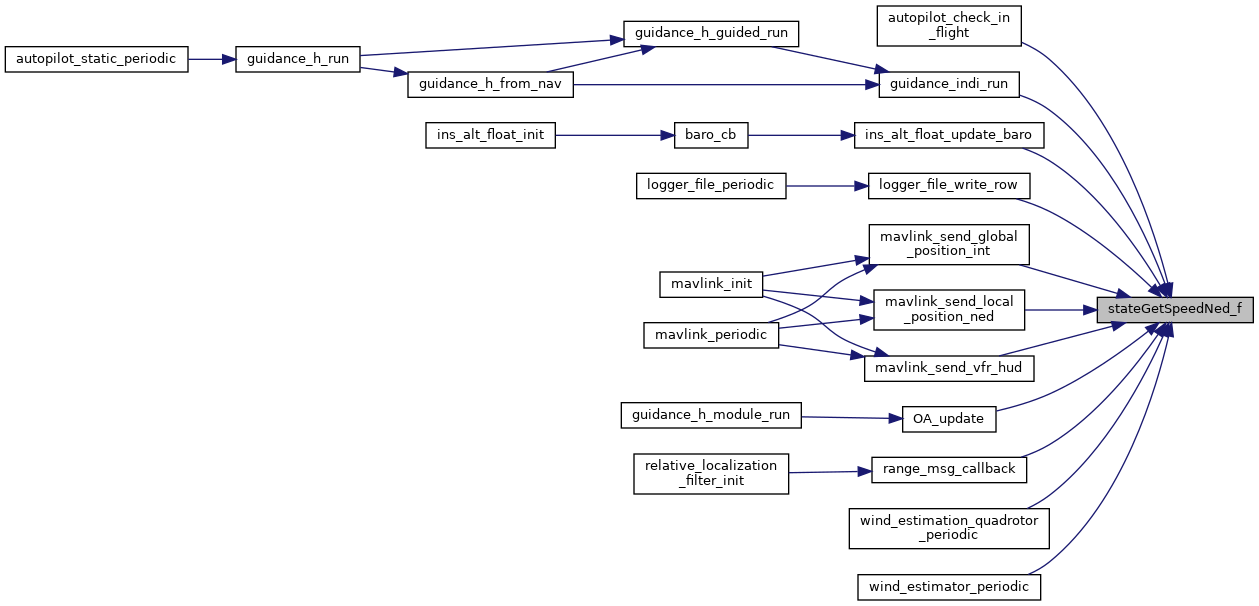 autopilot_check_in
_flight
guidance_h_guided_run
autopilot_static_periodic
guidance_h_run
guidance_h_from_nav
guidance_indi_run
ins_alt_float_init
baro_cb
ins_alt_float_update_baro
logger_file_periodic
logger_file_write_row
mavlink_send_global
_position_int
mavlink_init
mavlink_send_local
_position_ned
stateGetSpeedNed_f
mavlink_periodic
mavlink_send_vfr_hud
guidance_h_module_run
OA_update
relative_localization
_filter_init
range_msg_callback
wind_estimation_quadrotor
_periodic
wind_estimator_periodic